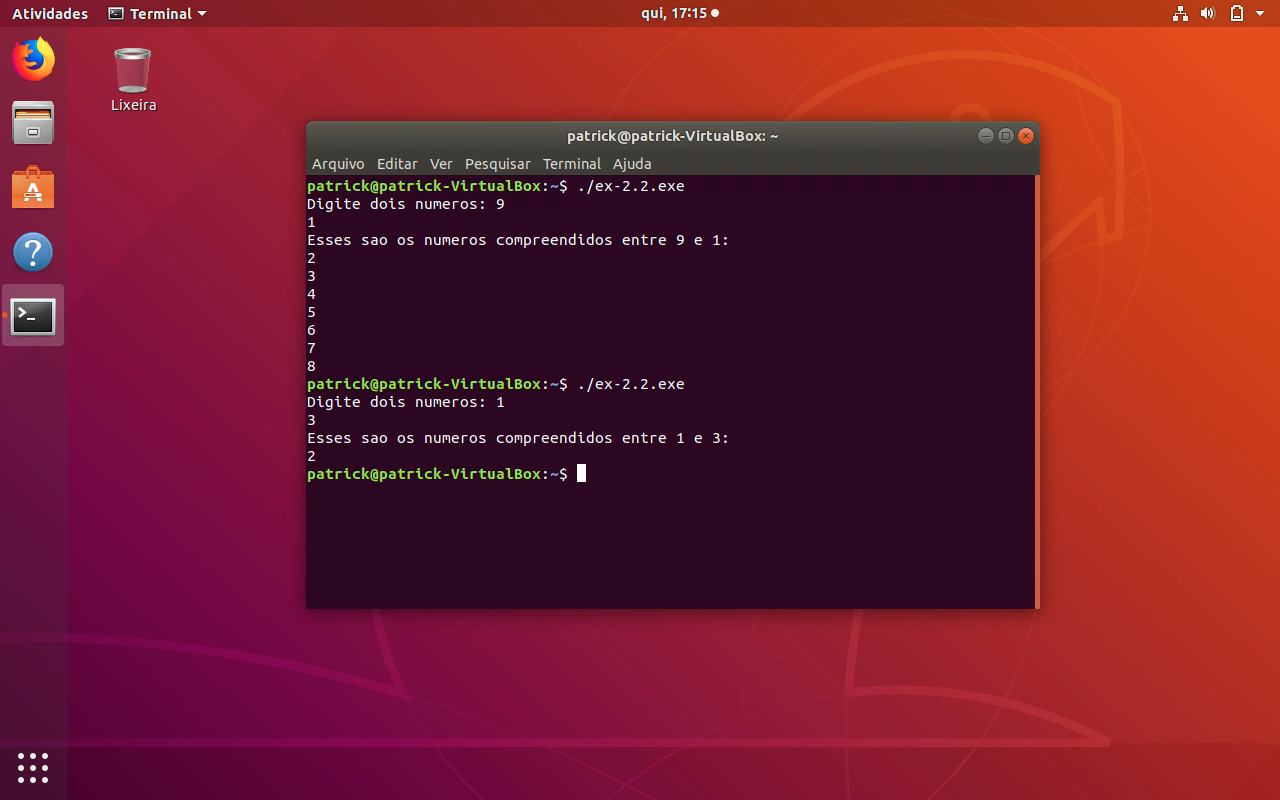 Atividades Terminal qui, 17:15
Lixeira
patrick@patrick-VirtualBox: ~
Arquivo Editar Ver Pesquisar Terminal Ajuda
patrick@patrick-VirtualBox:~$ ./ex-2.2.exe
Digite dois numeros: 9
1
Esses sao os numeros compreendidos entre 9 e 1:
2
3
4
5
6
7
8
patrick@patrick-VirtualBox:~$ ./ex-2.2.exe
Digite dois numeros: 1
3
Esses sao os numeros compreendidos entre 1 e 3:
2
patrick@patrick-VirtualBox:~$